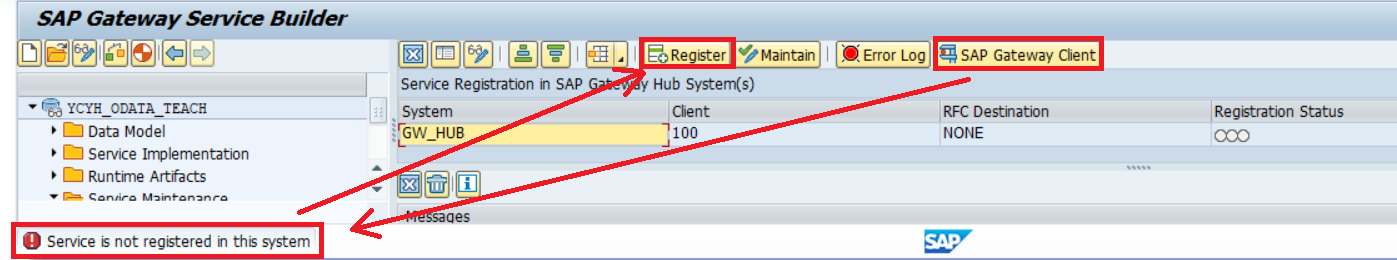 SAP Gateway Service Builder
Register Maintain Error Log SAP Gateway Client
Service Registration in SAP Gateway Hub System(s)
YCYH_ODATA_TEACH
System Client RFC Destination Registration Status
Data Model
GW_HUB 100 NONE
Service Implementation
Runtime Artifacts
Service Maintenance
Messages
Service is not registered in this system
SAP